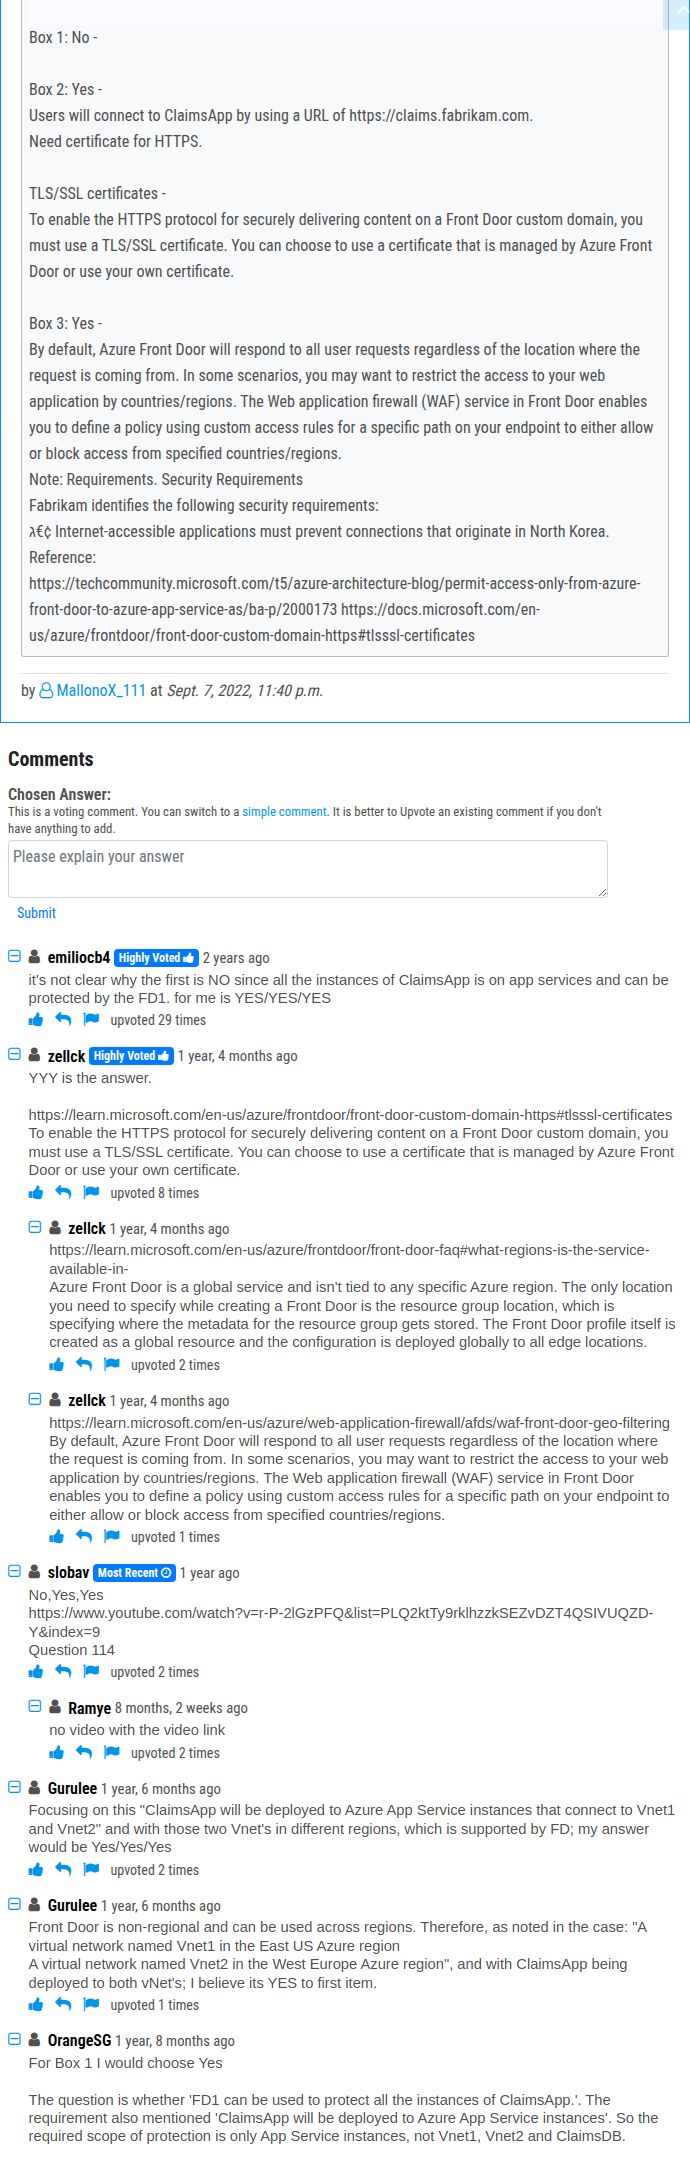 Box 1: No -
Box 2: Yes -
Users will connect to ClaimsApp by using a URL of https://claims.fabrikam.com.
Need certificate for HTTPS.
TLS/SSL certificates -
To enable the HTTPS protocol for securely delivering content on a Front Door custom domain, you
must use a TLS/SSL certificate. You can choose to use a certificate that is managed by Azure Front
Door or use your own certificate.
Box 3: Yes -
By default, Azure Front Door will respond to all user requests regardless of the location where the
request is coming from. In some scenarios, you may want to restrict the access to your web
application by countries/regions. The Web application firewall (WAF) service in Front Door enables
you to define a policy using custom access rules for a specific path on your endpoint to either allow
or block access from specified countries/regions.
Note: Requirements. Security Requirements
Fabrikam identifies the following security requirements:
ג€¢ Internet-accessible applications must prevent connections that originate in North Korea.
Reference:
https://techcommunity.microsoft.com/t5/azure-architecture-blog/permit-access-only-from-azure-
front-door-to-azure-app-service-as/ba-p/2000173 https://docs.microsoft.com/en-
us/azure/frontdoor/front-door-custom-domain-https#tlsssl-certificates
by MallonoX_111 at Sept. 7, 2022, 11:40 p.m.
Comments
Chosen Answer:
This is a voting comment. You can switch to a simple comment. It is better to Upvote an existing comment if you don't
have anything to add.
Please explain your answer
Submit
emiliocb4 Highly Voted 2 years ago
it's not clear why the first is NO since all the instances of ClaimsApp is on app services and can be
protected by the FD1. for me is YES/YES/YES
upvoted 29 times
zellck Highly Voted 1 year, 4 months ago
YYY is the answer.
https://learn.microsoft.com/en-us/azure/frontdoor/front-door-custom-domain-https#tlsssl-certificates
To enable the HTTPS protocol for securely delivering content on a Front Door custom domain, you
must use a TLS/SSL certificate. You can choose to use a certificate that is managed by Azure Front
Door or use your own certificate.
upvoted 8 times
zellck 1 year, 4 months ago
https://learn.microsoft.com/en-us/azure/frontdoor/front-door-faq#what-regions-is-the-service-
available-in-
Azure Front Door is a global service and isn't tied to any specific Azure region. The only location
you need to specify while creating a Front Door is the resource group location, which is
specifying where the metadata for the resource group gets stored. The Front Door profile itself is
created as a global resource and the configuration is deployed globally to all edge locations.
upvoted 2 times
zellck 1 year, 4 months ago
https://learn.microsoft.com/en-us/azure/web-application-firewall/afds/waf-front-door-geo-filtering
By default, Azure Front Door will respond to all user requests regardless of the location where
the request is coming from. In some scenarios, you may want to restrict the access to your web
application by countries/regions. The Web application firewall (WAF) service in Front Door
enables you to define a policy using custom access rules for a specific path on your endpoint to
either allow or block access from specified countries/regions.
upvoted 1 times
slobav Most Recent 1 year ago
No,Yes,Yes
https://www.youtube.com/watch?v=r-P-2lGzPFQ&list=PLQ2ktTy9rklhzzkSEZvDZT4QSIVUQZD-
Y&index=9
Question 114
upvoted 2 times
Ramye 8 months, 2 weeks ago
no video with the video link
upvoted 2 times
Gurulee 1 year, 6 months ago
Focusing on this "ClaimsApp will be deployed to Azure App Service instances that connect to Vnet1
and Vnet2" and with those two Vnet's in different regions, which is supported by FD; my answer
would be Yes/Yes/Yes
upvoted 2 times
Gurulee 1 year, 6 months ago
Front Door is non-regional and can be used across regions. Therefore, as noted in the case: "A
virtual network named Vnet1 in the East US Azure region
A virtual network named Vnet2 in the West Europe Azure region", and with ClaimsApp being
deployed to both vNet's; I believe its YES to first item.
upvoted 1 times
OrangeSG 1 year, 8 months ago
For Box 1 I would choose Yes
The question is whether 'FD1 can be used to protect all the instances of ClaimsApp.'. The
requirement also mentioned 'ClaimsApp will be deployed to Azure App Service instances'. So the
required scope of protection is only App Service instances, not Vnet1, Vnet2 and ClaimsDB.